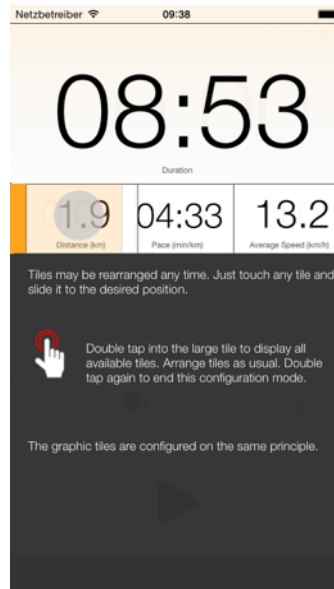 Netzbetreiber 09:38
08:53
Duration
1.9 04:33 13.2
Distance (km) Pace (min/km) Average Speed (km/h)
Tiles may be rearranged any time. Just touch any tile and
slide it to the desired position.
Double tap into the large tile to display all
available tiles. Arrange tiles as usual. Double
tap again to end this configuration mode.
The graphic tiles are configured on the same principle.